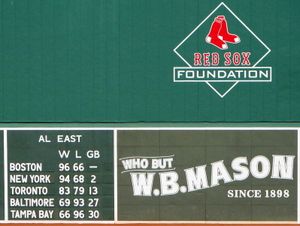 RED SOX
FOUNDATION
AL EAST
W L GB
BOSTON 96 66 —
NEW YORK 94 68 2
TORONTO 83 79 13
BALTIMORE 69 93 27
TAMPA BAY 66 96 30
WHO BUT
W.B. MASON
SINCE 1898